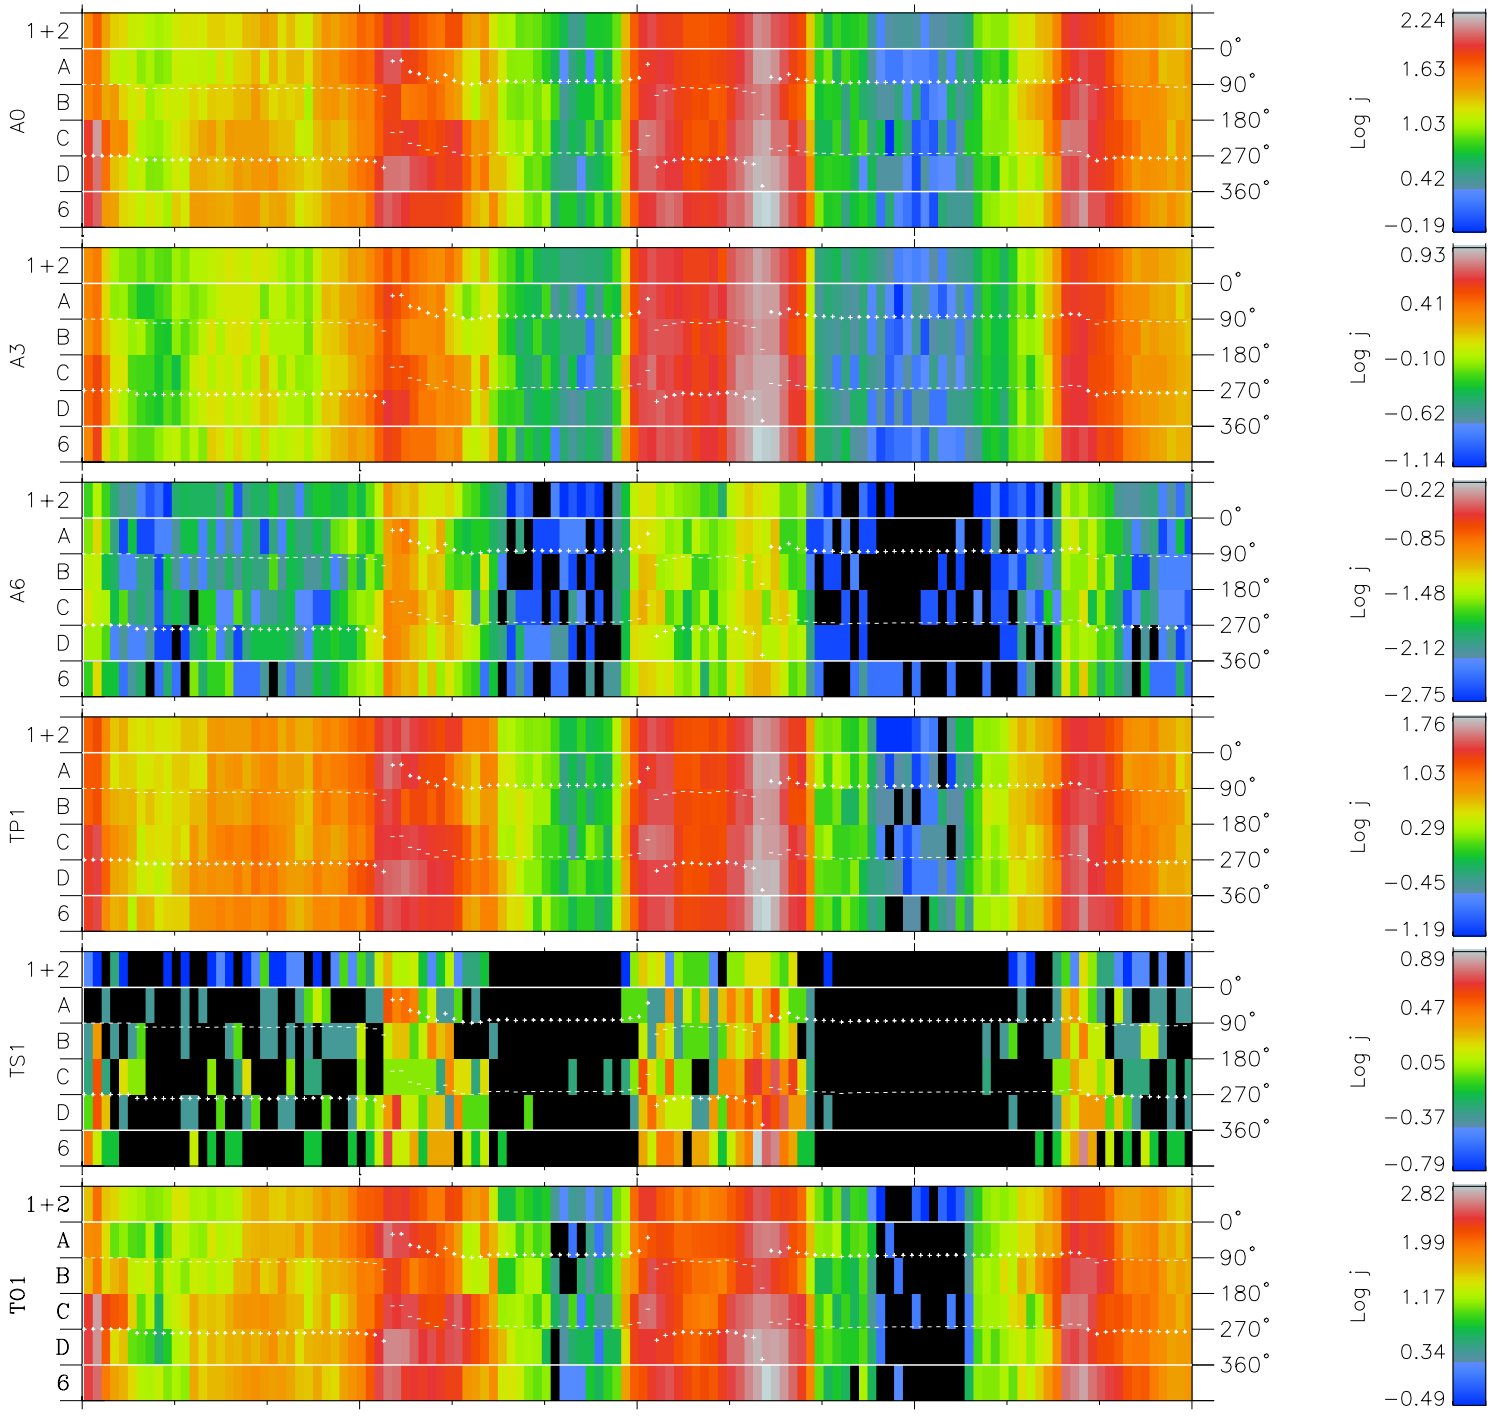 A0
1+2
A
B
C
D
6
0°
90°
180°
270°
360°
Log j
2.24
1.63
1.03
0.42
−0.19
A3
1+2
A
B
C
D
6
0°
90°
180°
270°
360°
Log j
0.93
0.41
−0.10
−0.62
−1.14
A6
1+2
A
B
C
D
6
0°
90°
180°
270°
360°
Log j
−0.22
−0.85
−1.48
−2.12
−2.75
TP1
1+2
A
B
C
D
6
0°
90°
180°
270°
360°
Log j
1.76
1.03
0.29
−0.45
−1.19
TS1
1+2
A
B
C
D
6
0°
90°
180°
270°
360°
Log j
0.89
0.47
0.05
−0.37
−0.79
TO1
1+2
A
B
C
D
6
0°
90°
180°
270°
360°
Log j
2.82
1.99
1.17
0.34
−0.49